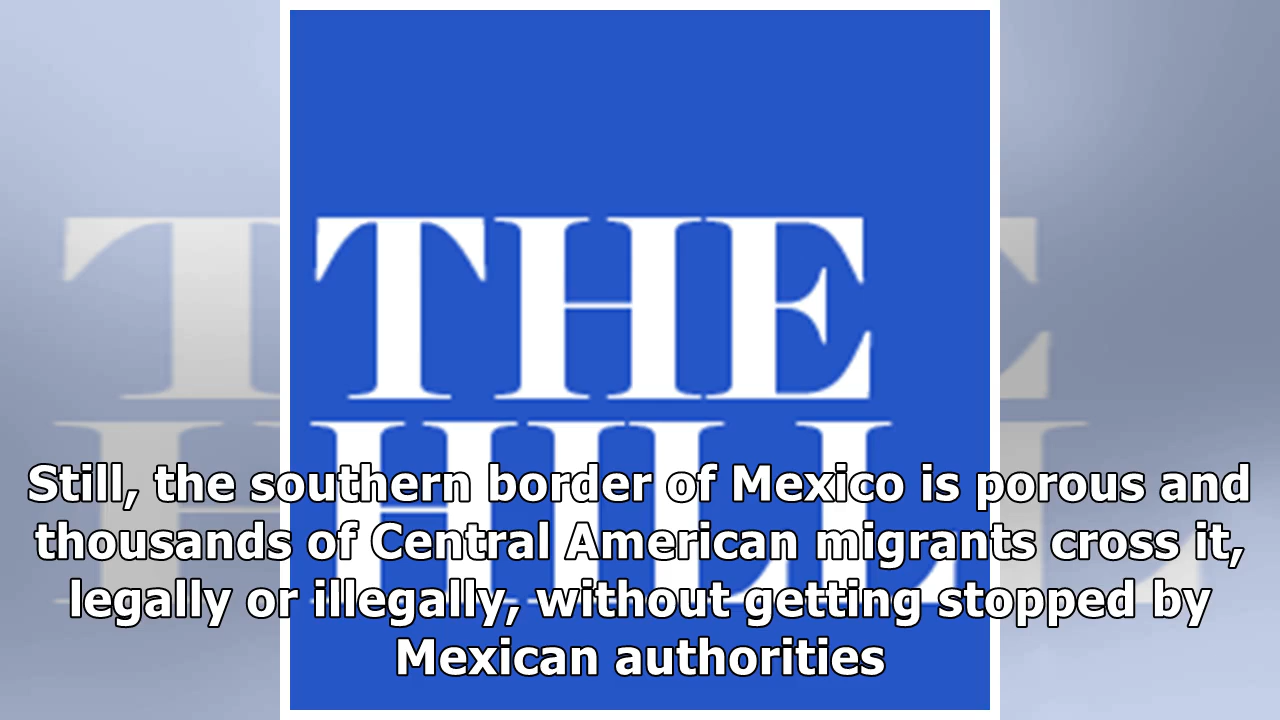 THE
HILL
Still, the southern border of Mexico is porous and
thousands of Central American migrants cross it,
legally or illegally, without getting stopped by
Mexican authorities